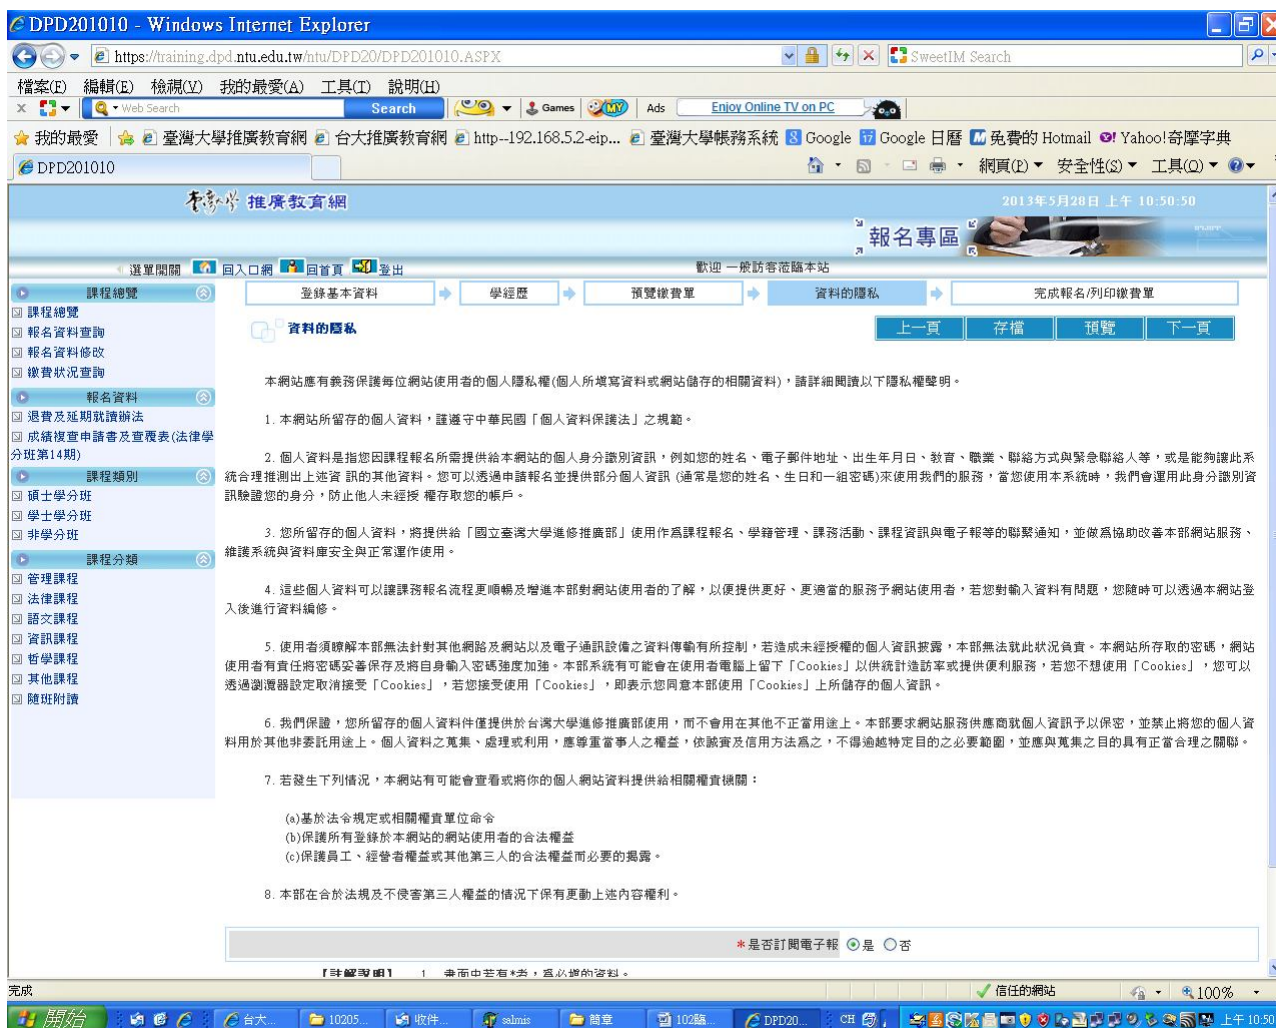 DPD201010 - Windows Internet Explorer
https://training.dpd.ntu.edu.tw/ntu/DPD20/DPD201010.ASPX
SweetIM Search
檔案(F) 編輯(E) 檢視(V) 我的最愛(A) 工具(T) 說明(H)
Web Search Search Games MY Ads Enjoy Online TV on PC
我的最愛 臺灣大學推廣教育網 台大推廣教育網 http--192.168.5.2-eip... 臺灣大學帳務系統 Google Google 日曆 免費的 Hotmail Yahoo!奇摩字典
DPD201010 網頁(P) 安全性(S) 工具(O)
臺灣大學 推廣教育網 2013年5月28日 上午 10:50:50
報名專區
選單開關 回入口網 回首頁 登出 歡迎 一般訪客蒞臨本站
課程總覽
課程總覽
報名資料查詢
報名資料修改
繳費狀況查詢
報名資料
退費及延期就讀辦法
成績複查申請書及查覆表(法律學
分班第14期)
課程類別
碩士學分班
學士學分班
非學分班
課程分類
管理課程
法律課程
語文課程
資訊課程
哲學課程
其他課程
隨班附讀
登錄基本資料 學經歷 預覽繳費單 資料的隱私 完成報名/列印繳費單
資料的隱私 上一頁 存檔 預覽 下一頁
本網站應有義務保護每位網站使用者的個人隱私權(個人所填寫資料或網站儲存的相關資料)，請詳細閱讀以下隱私權聲明。
1. 本網站所留存的個人資料，謹遵守中華民國「個人資料保護法」之規範。
2. 個人資料是指您因課程報名所需提供給本網站的個人身分識別資訊，例如您的姓名、電子郵件地址、出生年月日、教育、職業、聯絡方式與緊急聯絡人等，或是能夠讓此系
統合理推測出上述資 訊的其他資料。您可以透過申請報名並提供部分個人資訊 (通常是您的姓名、生日和一組密碼)來使用我們的服務，當您使用本系統時，我們會運用此身分識別資
訊驗證您的身分，防止他人未經授 權存取您的帳戶。
3. 您所留存的個人資料，將提供給「國立臺灣大學進修推廣部」使用作為課程報名、學籍管理、課務活動、課程資訊與電子報等的聯繫通知，並做為協助改善本部網站服務、
維護系統與資料庫安全與正常運作使用。
4. 這些個人資料可以讓課務報名流程更順暢及增進本部對網站使用者的了解，以便提供更好、更適當的服務予網站使用者，若您對輸入資料有問題，您隨時可以透過本網站登
入後進行資料編修。
5. 使用者須瞭解本部無法針對其他網路及網站以及電子通訊設備之資料傳輸有所控制，若造成未經授權的個人資訊披露，本部無法就此狀況負責。本網站所存取的密碼，網站
使用者有責任將密碼妥善保存及將自身輸入密碼強度加強。本部系統有可能會在使用者電腦上留下「Cookies」以供統計造訪率或提供便利服務，若您不想使用「Cookies」，您可以
透過瀏灠器設定取消接受「Cookies」，若您接受使用「Cookies」，即表示您同意本部使用「Cookies」上所儲存的個人資訊。
6. 我們保證，您所留存的個人資料件僅提供於台灣大學進修推廣部使用，而不會用在其他不正當用途上。本部要求網站服務供應商就個人資訊予以保密，並禁止將您的個人資
料用於其他非委託用途上。個人資料之蒐集、處理或利用，應尊重當事人之權益，依誠實及信用方法為之，不得逾越特定目的之必要範圍，並應與蒐集之目的具有正當合理之關聯。
7. 若發生下列情況，本網站有可能會查看或將你的個人網站資料提供給相關權責機關：
(a)基於法令規定或相關權責單位命令
(b)保護所有登錄於本網站的網站使用者的合法權益
(c)保護員工、經營者權益或其他第三人的合法權益而必要的揭露。
8. 本部在合於法規及不侵害第三人權益的情況下保有更動上述內容權利。
*是否訂閱電子報 是 否
【註解說明】 1. 畫面中若有*者，為必填的資料。
完成 信任的網站 100%
開始 台大... 10205... 收件... salmis 簡章 102臨... DPD20... CH 上午 10:50